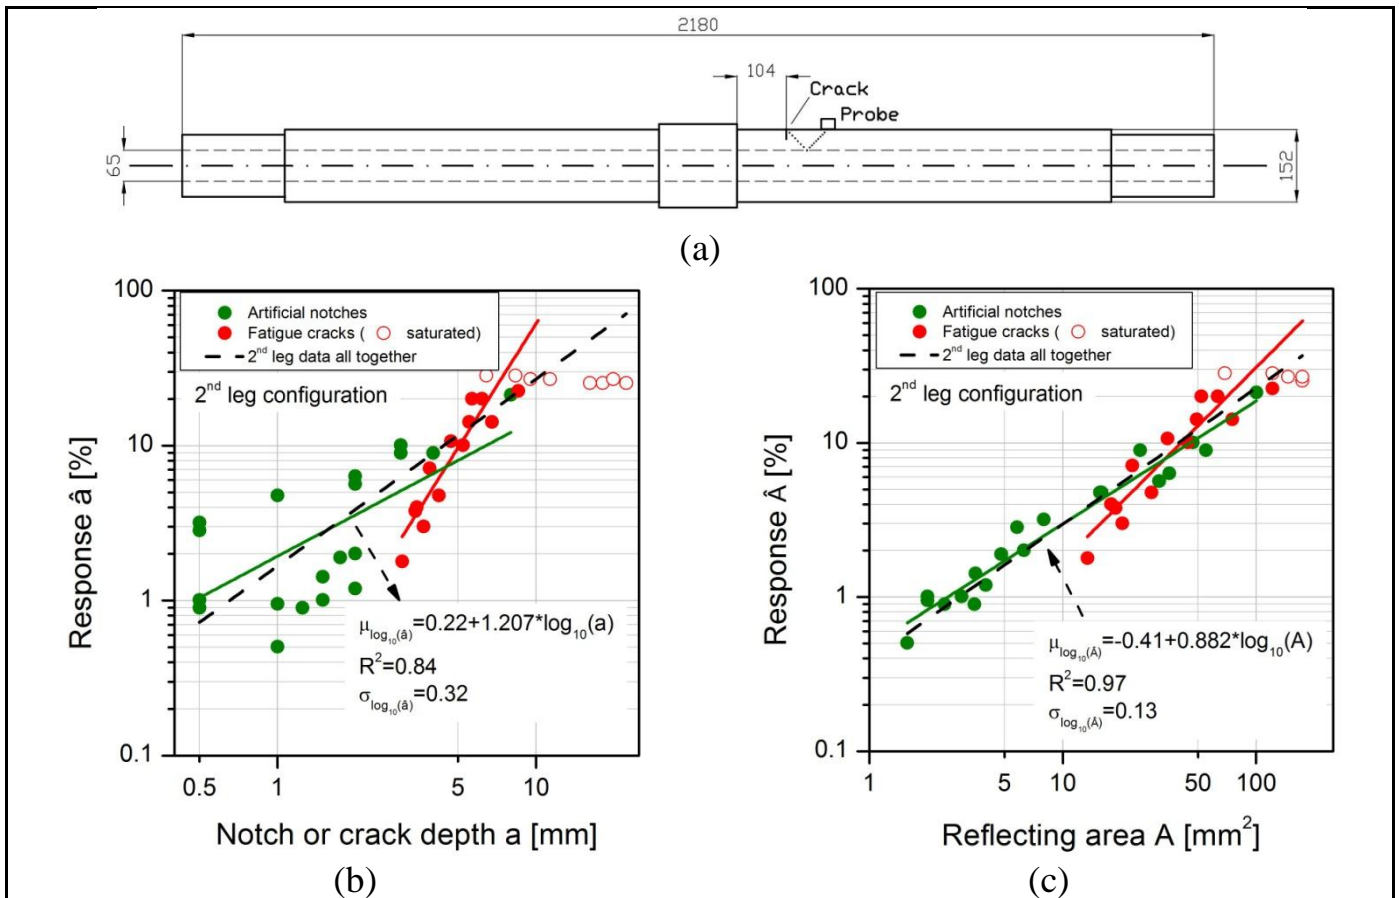 2180
104
Crack
Probe
65
152
(a)
100
10
1
0.1
Response â [%]
Artificial notches
Fatigue cracks ( saturated)
2nd leg data all together
2nd leg configuration
μlog10(â)=0.22+1.207*log10(a)
R2=0.84
σlog10(â)=0.32
0.5 1 5 10
Notch or crack depth a [mm]
(b)
100
10
1
0.1
Response Â [%]
Artificial notches
Fatigue cracks ( saturated)
2nd leg data all together
2nd leg configuration
μlog10(Â)=-0.41+0.882*log10(A)
R2=0.97
σlog10(Â)=0.13
1 5 10 50 100
Reflecting area A [mm2]
(c)